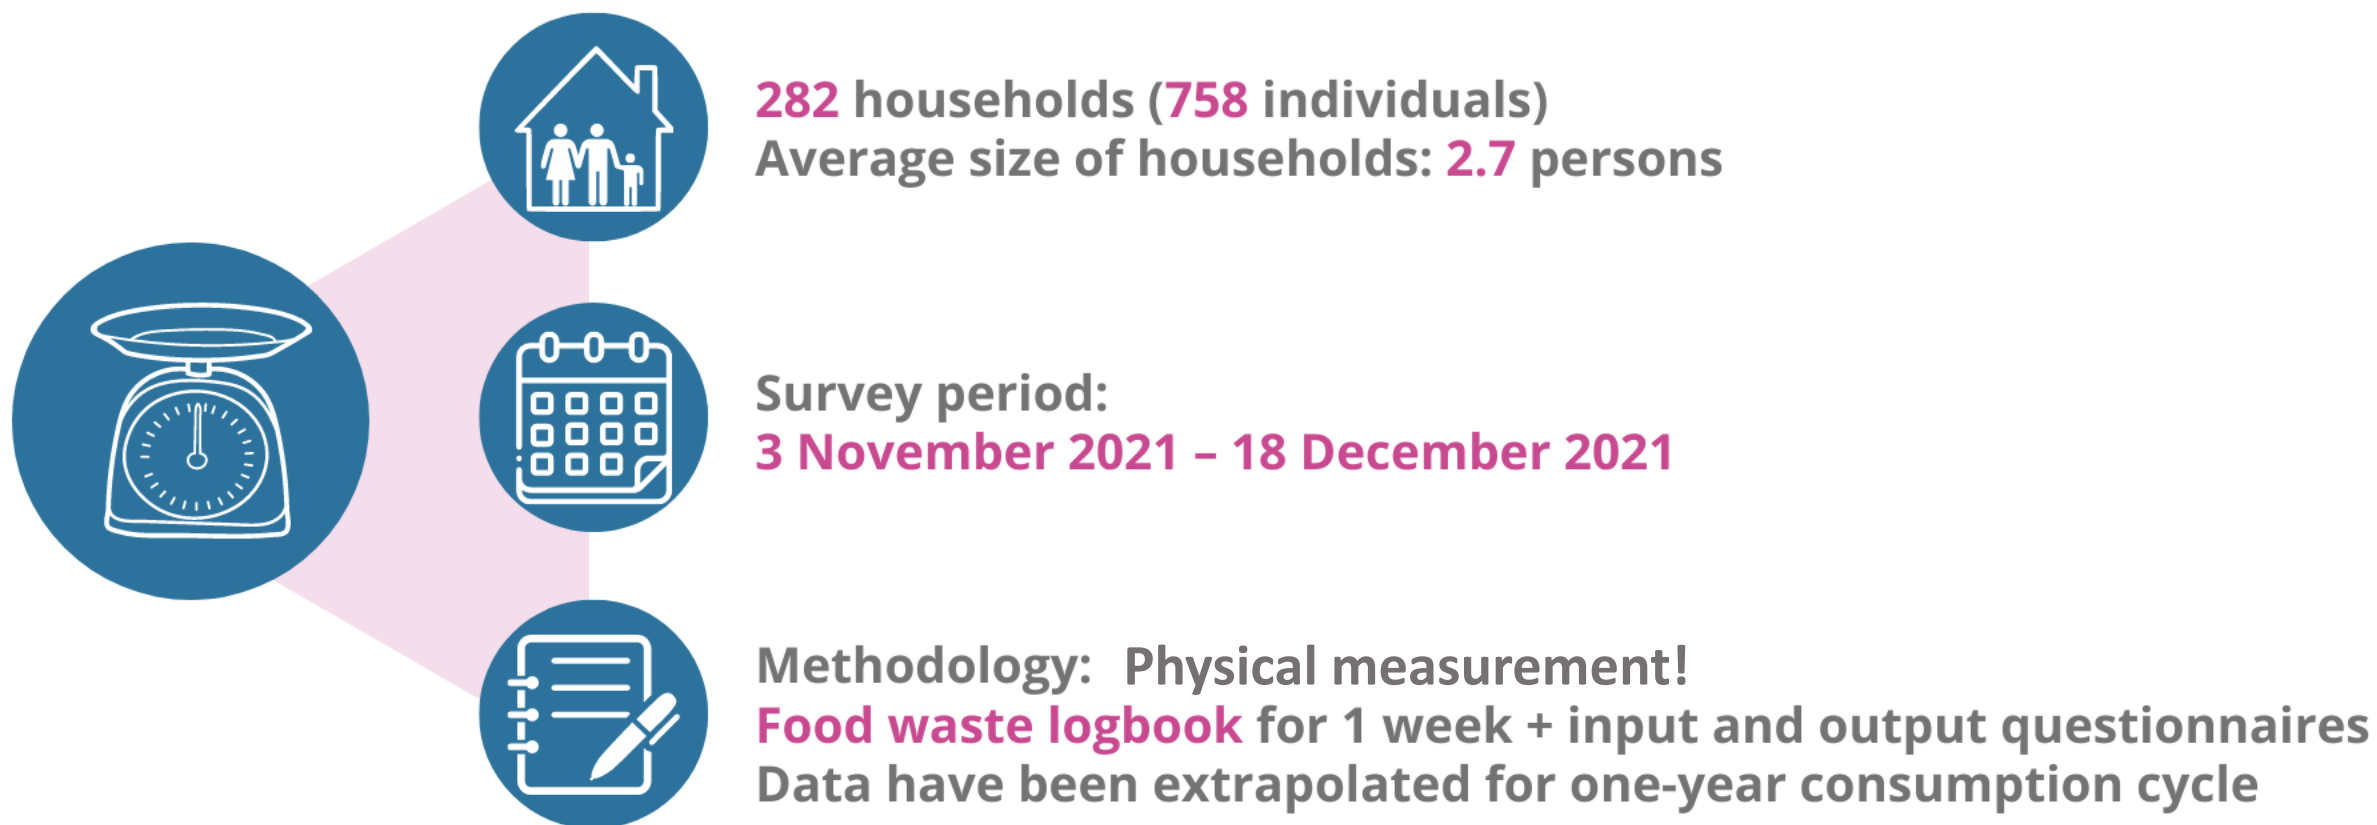 282 households (758 individuals)
Average size of households: 2.7 persons
Survey period:
3 November 2021 – 18 December 2021
Methodology: Physical measurement!
Food waste logbook for 1 week + input and output questionnaires
Data have been extrapolated for one-year consumption cycle